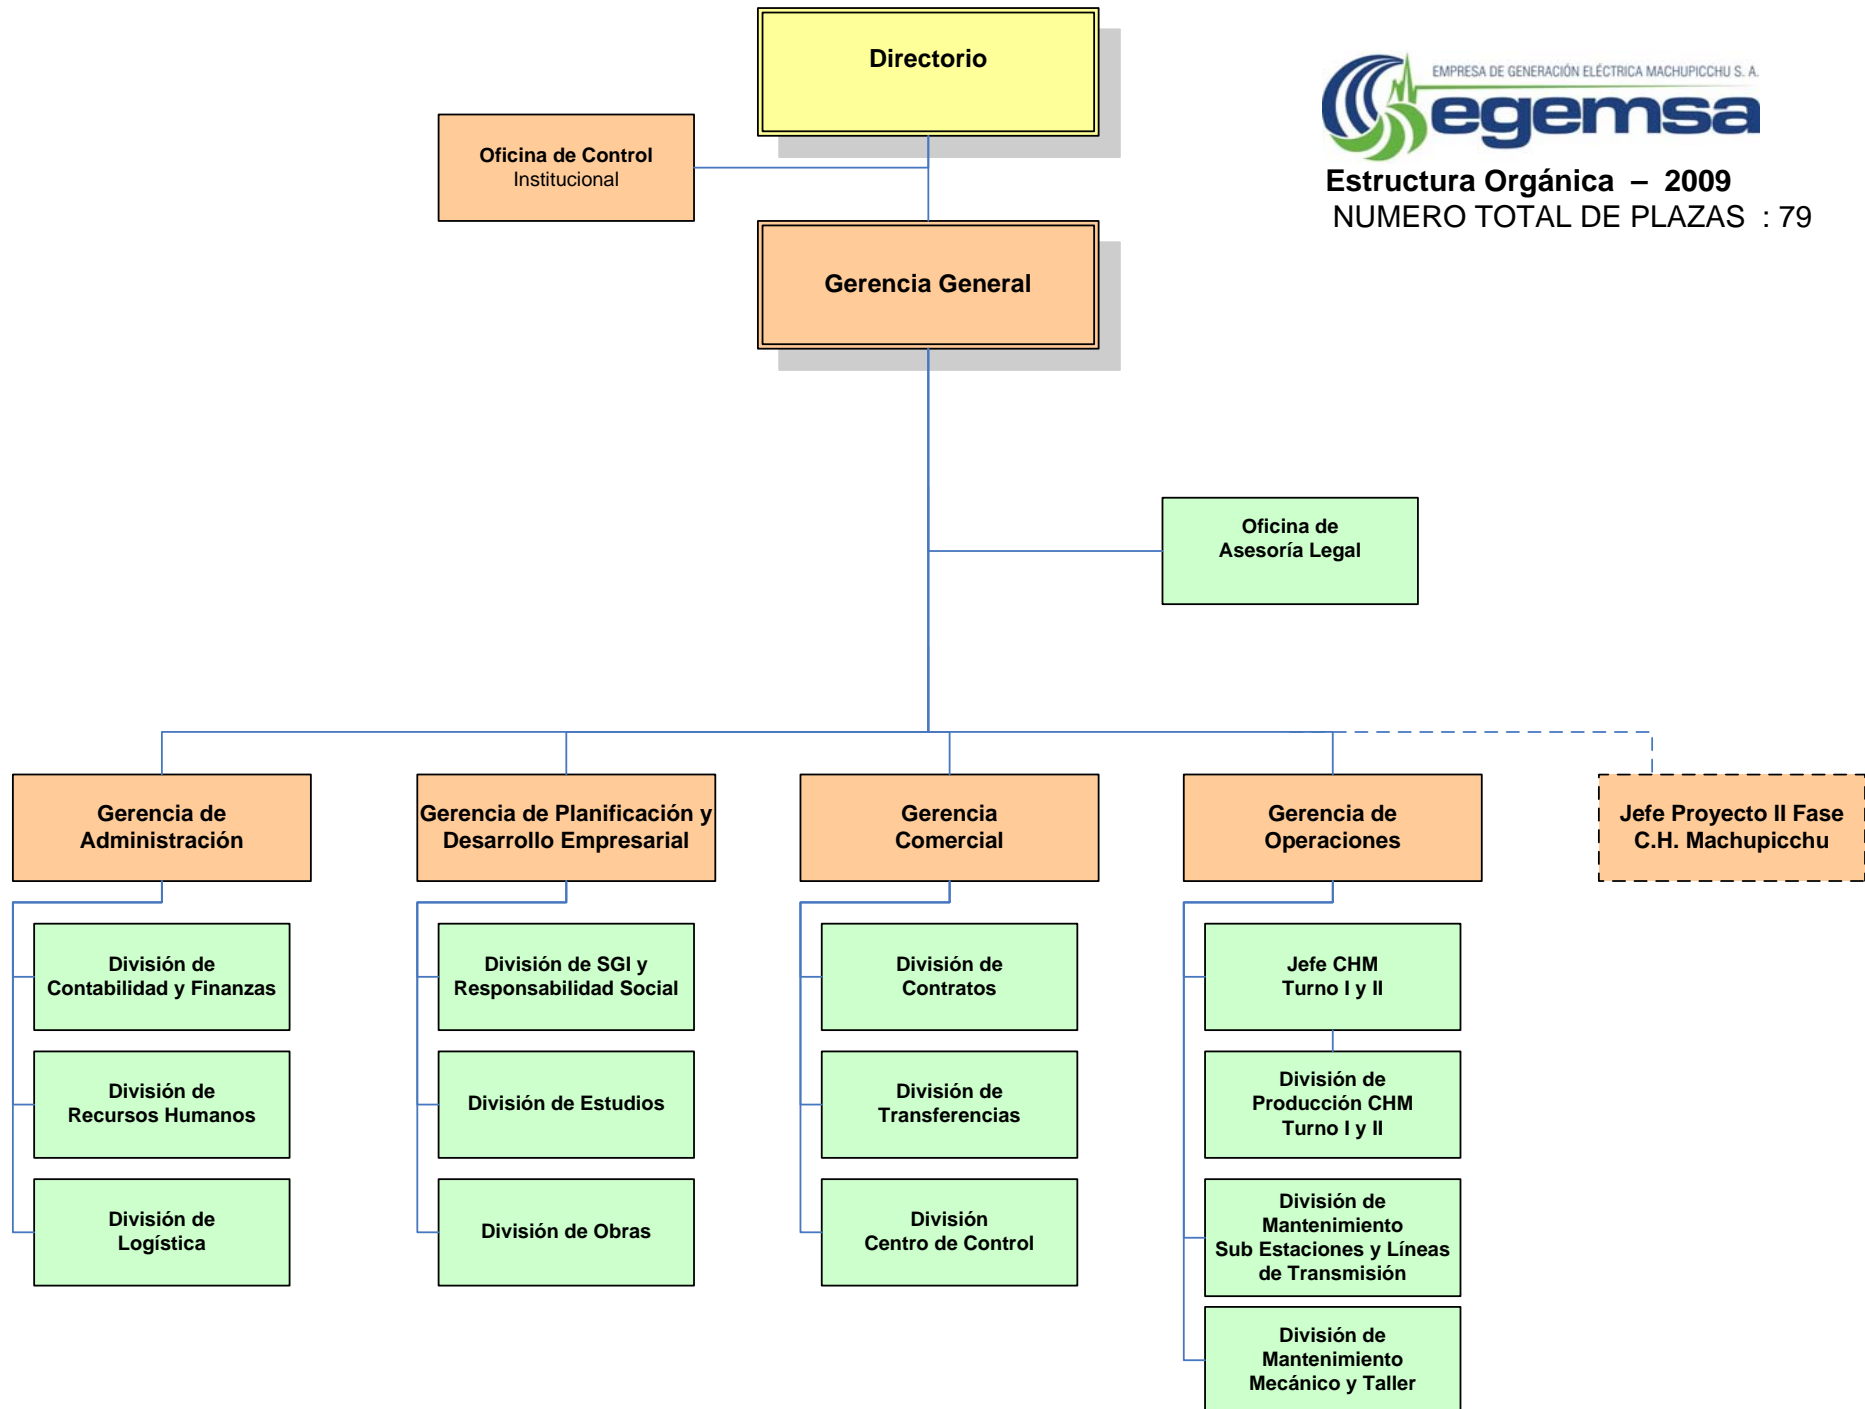 Directorio
EMPRESA DE GENERACIÓN ELÉCTRICA MACHUPICCHU S. A.
egemsa
Estructura Orgánica – 2009
NUMERO TOTAL DE PLAZAS : 79
Oficina de Control
Institucional
Gerencia General
Oficina de
Asesoría Legal
Gerencia de
Administración
Gerencia de Planificación y
Desarrollo Empresarial
Gerencia
Comercial
Gerencia de
Operaciones
Jefe Proyecto II Fase
C.H. Machupicchu
División de
Contabilidad y Finanzas
División de
Recursos Humanos
División de
Logística
División de SGI y
Responsabilidad Social
División de Estudios
División de Obras
División de
Contratos
División de
Transferencias
División
Centro de Control
Jefe CHM
Turno I y II
División de
Producción CHM
Turno I y II
División de
Mantenimiento
Sub Estaciones y Líneas
de Transmisión
División de
Mantenimiento
Mecánico y Taller